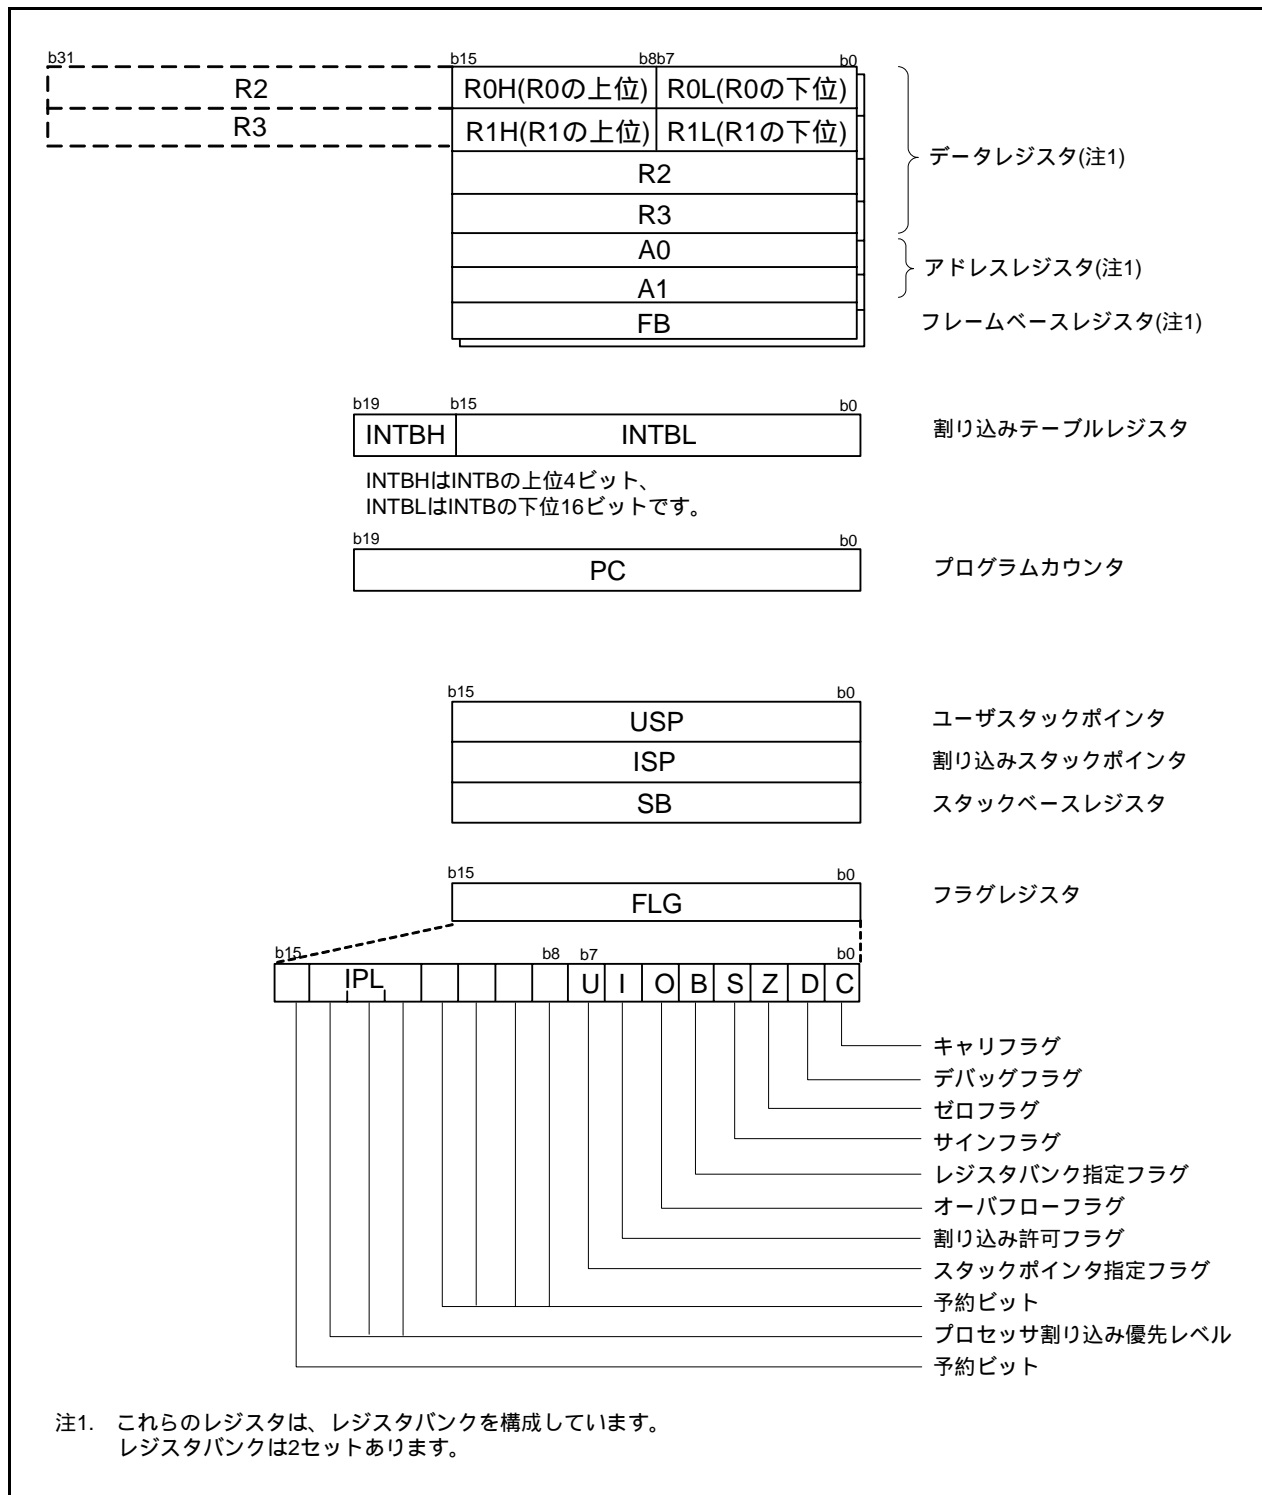 b31 b15 b8b7 b0
R2 R0H(R0の上位) R0L(R0の下位)
R3 R1H(R1の上位) R1L(R1の下位)
データレジスタ(注1)
R2
R3
A0
アドレスレジスタ(注1)
A1
FB フレームベースレジスタ(注1)
b19 b15 b0
INTBH INTBL 割り込みテーブルレジスタ
INTBHはINTBの上位4ビット、
INTBLはINTBの下位16ビットです。
b19 b0
PC プログラムカウンタ
b15 b0
USP ユーザスタックポインタ
ISP 割り込みスタックポインタ
SB スタックベースレジスタ
b15 b0
FLG フラグレジスタ
b15 b8 b7 b0
IPL U I O B S Z D C
キャリフラグ
デバッグフラグ
ゼロフラグ
サインフラグ
レジスタバンク指定フラグ
オーバフローフラグ
割り込み許可フラグ
スタックポインタ指定フラグ
予約ビット
プロセッサ割り込み優先レベル
予約ビット
注1. これらのレジスタは、レジスタバンクを構成しています。
レジスタバンクは2セットあります。